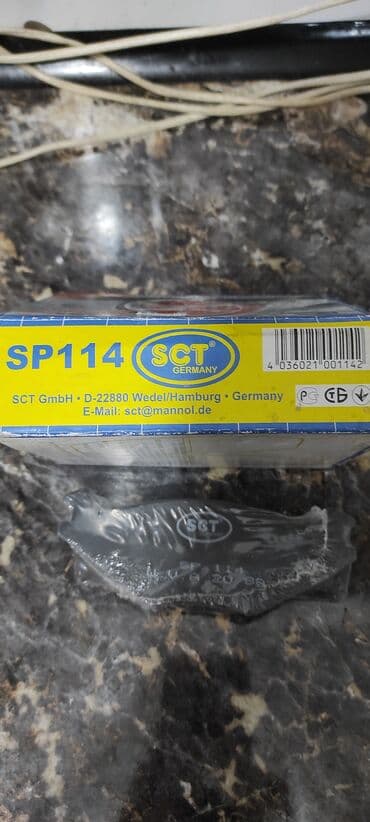 SP114 SCT® GERMANY
4 036021 001142
SCT GmbH • D-22880 Wedel/Hamburg • Germany
E-Mail: sct@mannol.de
SCT